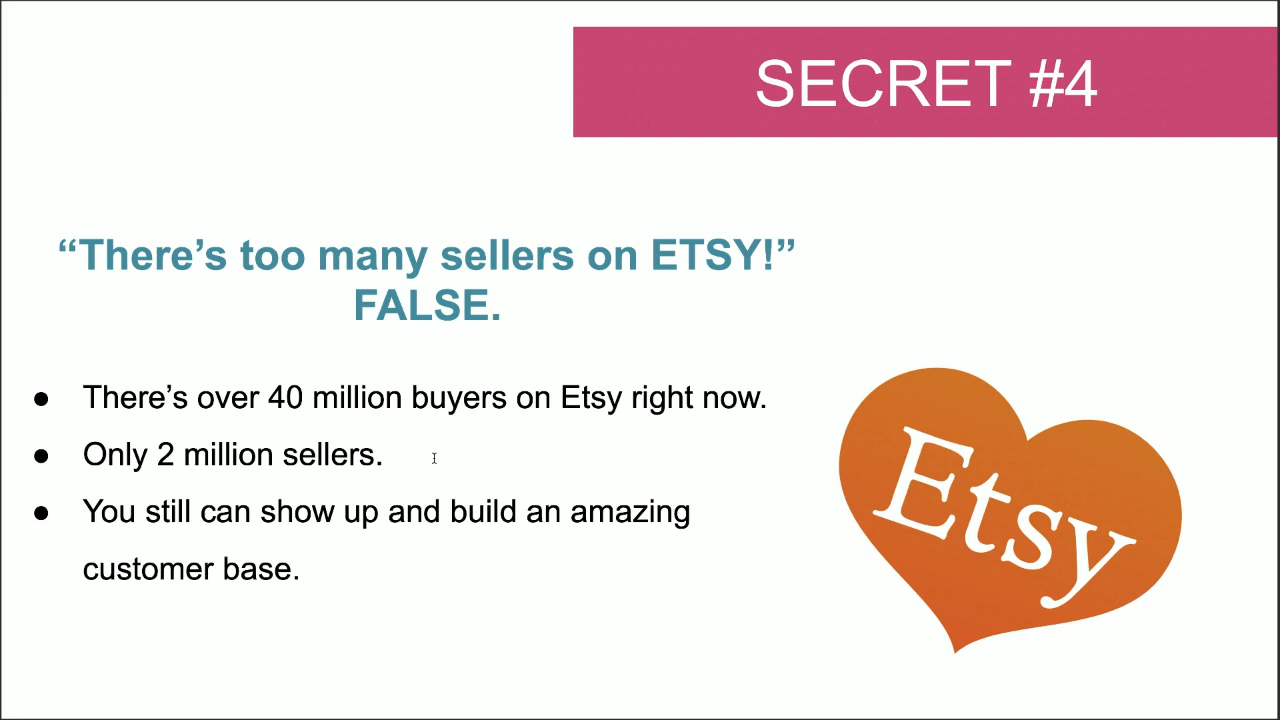 SECRET #4
“There’s too many sellers on ETSY!”
FALSE.
● There’s over 40 million buyers on Etsy right now.
● Only 2 million sellers.
● You still can show up and build an amazing
customer base.
Etsy